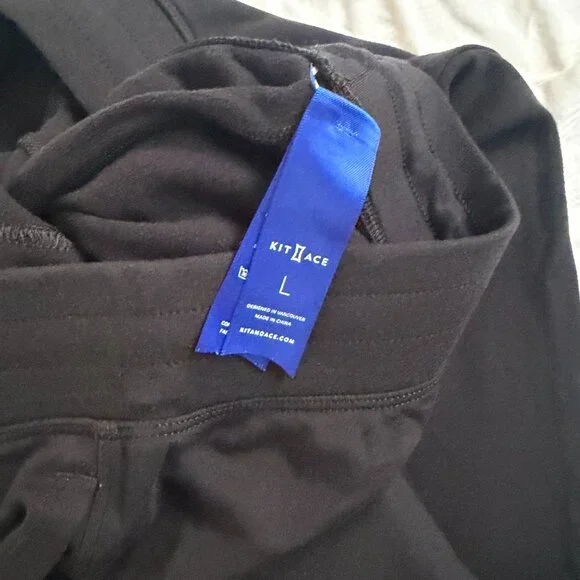 KIT ACE
L
DESIGNED IN VANCOUVER
MADE IN CHINA
KITANDACE.COM